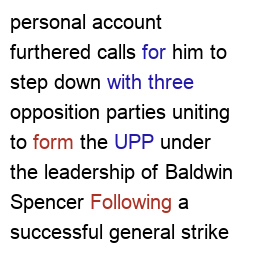 personal account
furthered calls for him to
step down with three
opposition parties uniting
to form the UPP under
the leadership of Baldwin
Spencer Following a
successful general strike